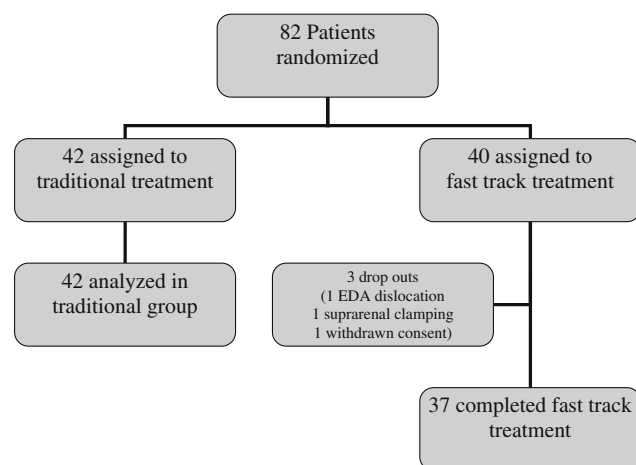 82 Patients
randomized
42 assigned to
traditional treatment
40 assigned to
fast track treatment
42 analyzed in
traditional group
3 drop outs
(1 EDA dislocation
1 suprarenal clamping
1 withdrawn consent)
37 completed fast track
treatment